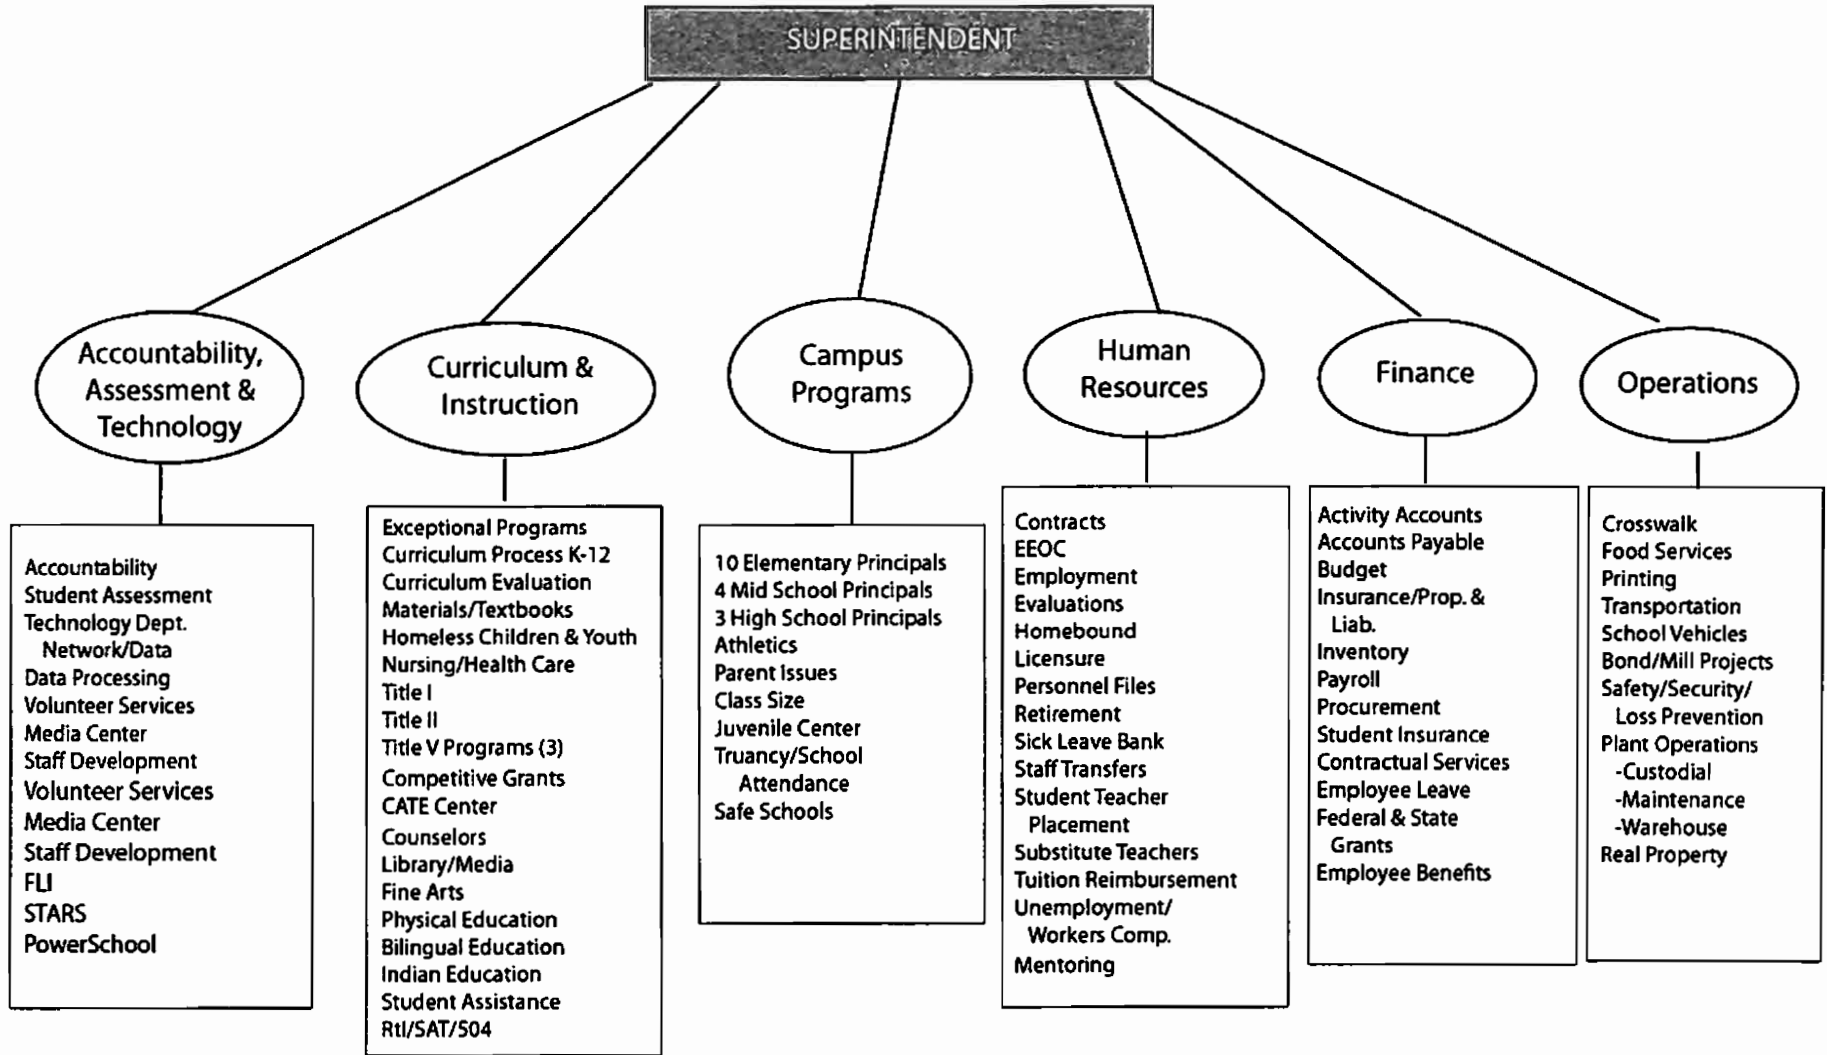 SUPERINTENDENT
Accountability,
Assessment &
Technology
Accountability
Student Assessment
Technology Dept.
Network/Data
Data Processing
Volunteer Services
Media Center
Staff Development
Volunteer Services
Media Center
Staff Development
FLI
STARS
PowerSchool
Curriculum &
Instruction
Exceptional Programs
Curriculum Process K-12
Curriculum Evaluation
Materials/Textbooks
Homeless Children & Youth
Nursing/Health Care
Title I
Title II
Title V Programs (3)
Competitive Grants
CATE Center
Counselors
Library/Media
Fine Arts
Physical Education
Bilingual Education
Indian Education
Student Assistance
RtI/SAT/504
Campus
Programs
10 Elementary Principals
4 Mid School Principals
3 High School Principals
Athletics
Parent Issues
Class Size
Juvenile Center
Truancy/School
Attendance
Safe Schools
Human
Resources
Contracts
EEOC
Employment
Evaluations
Homebound
Licensure
Personnel Files
Retirement
Sick Leave Bank
Staff Transfers
Student Teacher
Placement
Substitute Teachers
Tuition Reimbursement
Unemployment/
Workers Comp.
Mentoring
Finance
Activity Accounts
Accounts Payable
Budget
Insurance/Prop. &
Liab.
Inventory
Payroll
Procurement
Student Insurance
Contractual Services
Employee Leave
Federal & State
Grants
Employee Benefits
Operations
Crosswalk
Food Services
Printing
Transportation
School Vehicles
Bond/Mill Projects
Safety/Security/
Loss Prevention
Plant Operations
-Custodial
-Maintenance
-Warehouse
Real Property